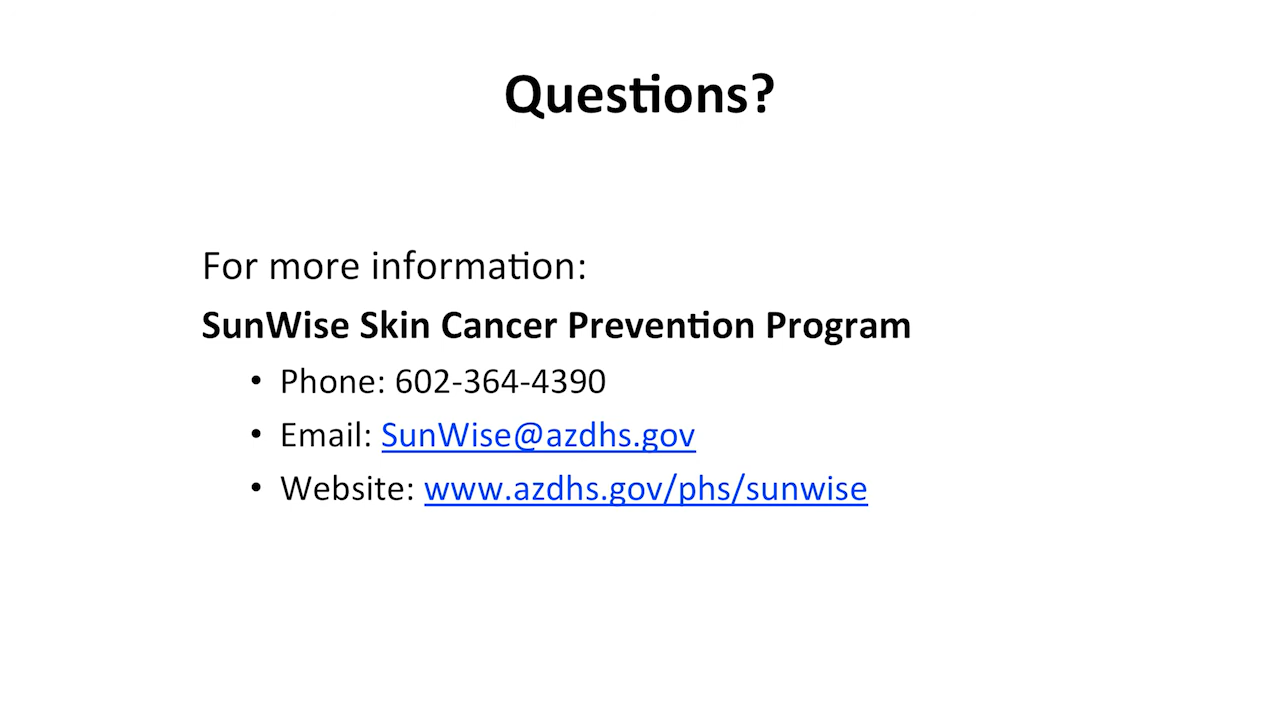 Questions?
For more information:
SunWise Skin Cancer Prevention Program
• Phone: 602-364-4390
• Email: SunWise@azdhs.gov
• Website: www.azdhs.gov/phs/sunwise